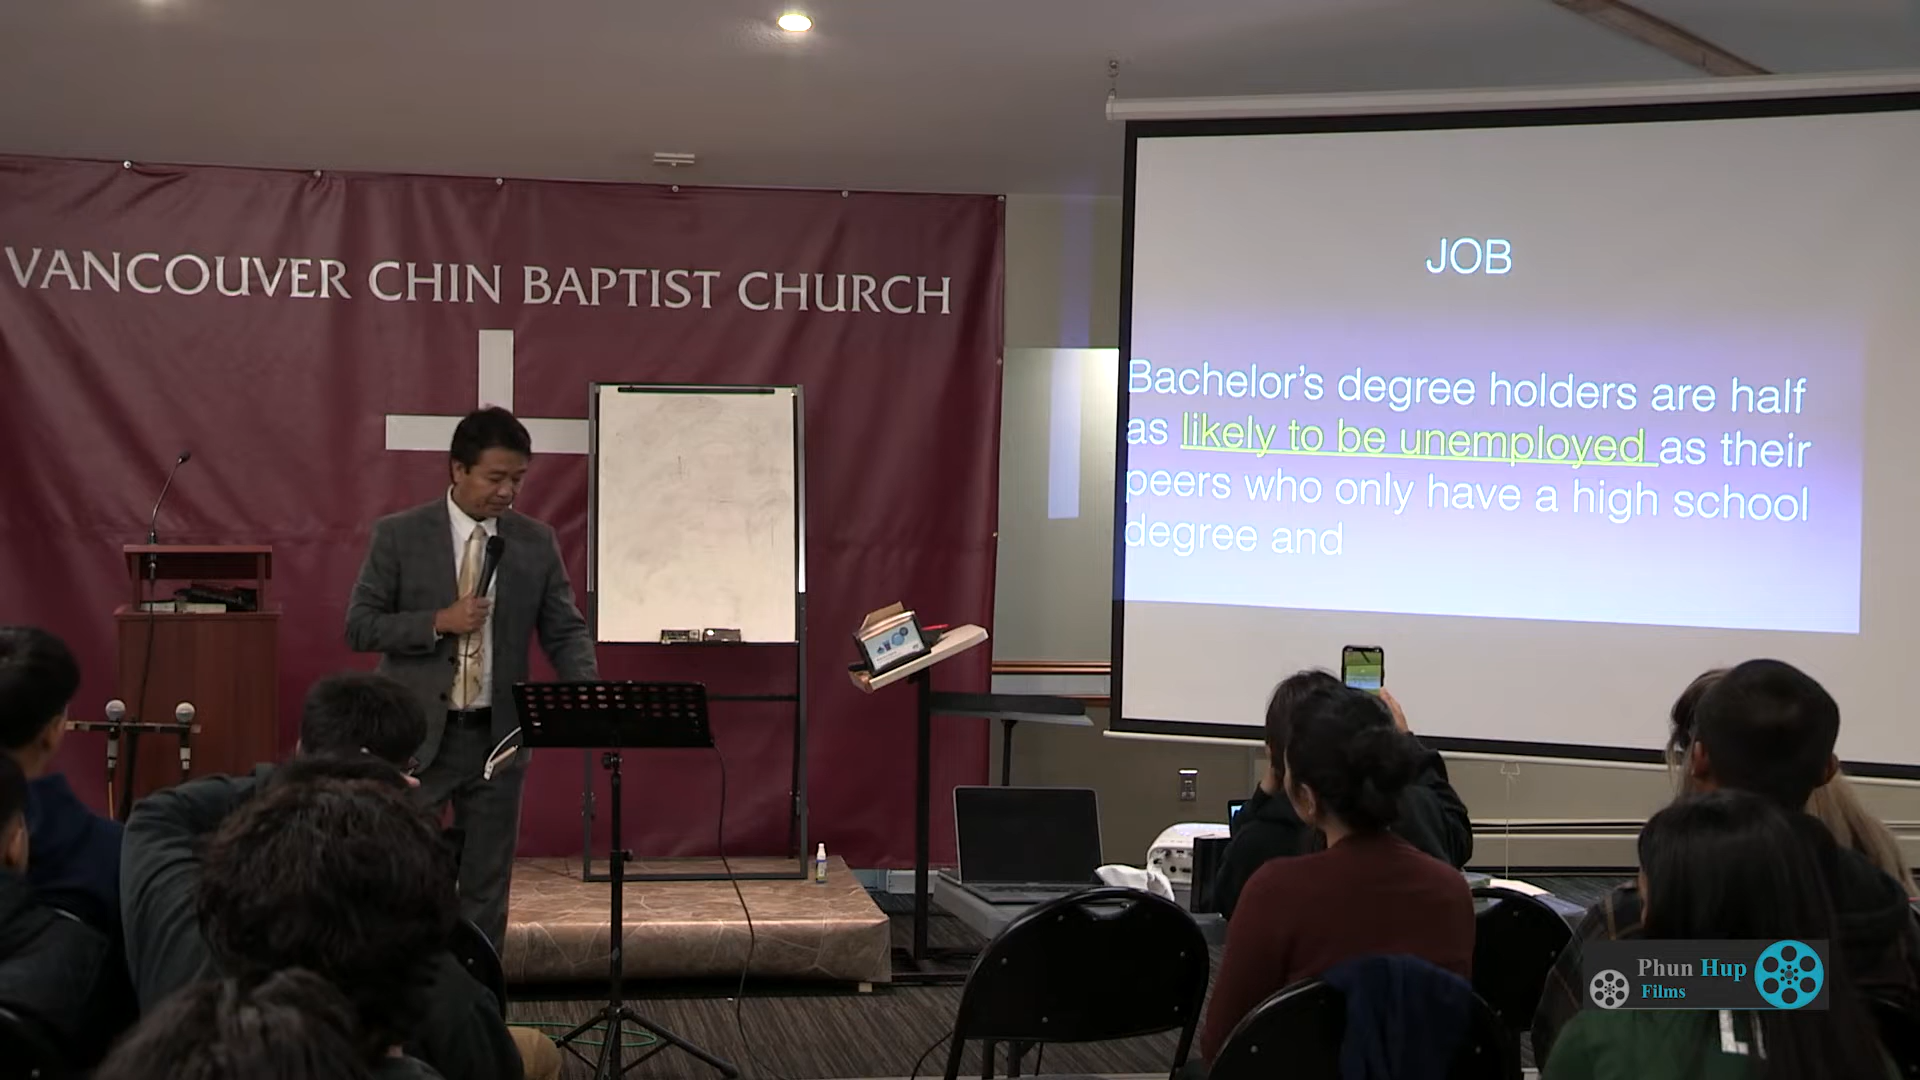 VANCOUVER CHIN BAPTIST CHURCH
JOB
Bachelor's degree holders are half
as likely to be unemployed as their
peers who only have a high school
degree and
Phun Hup
Films